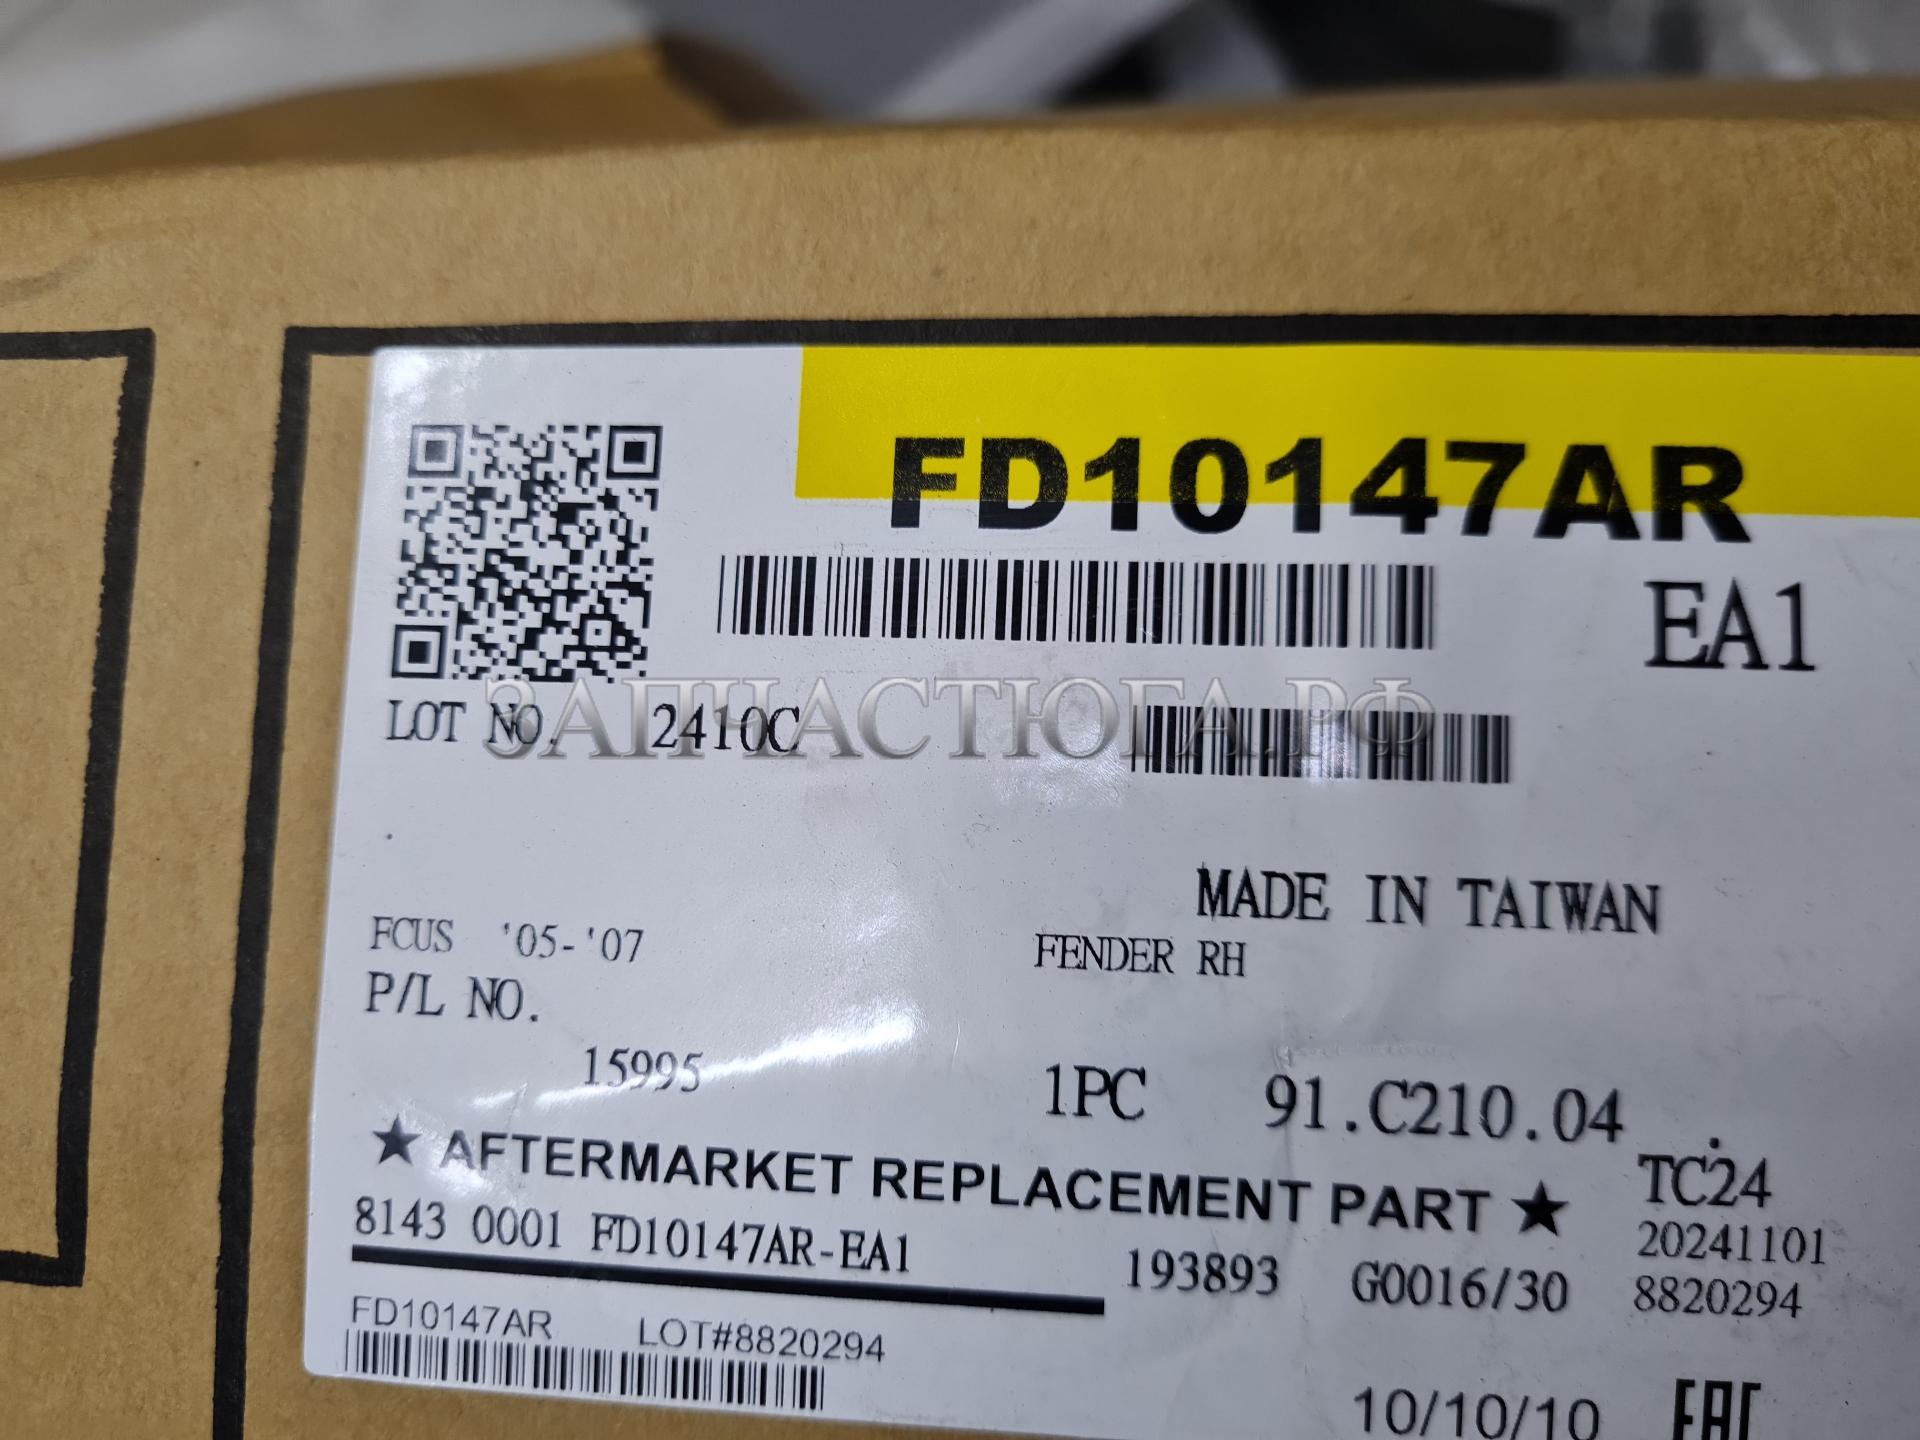 FD10147AR
EA1
LOT NO. 2410C
ЗАПЧАСТЮГА.РФ
MADE IN TAIWAN
FCUS '05-'07 FENDER RH
P/L NO.
15995 1PC 91.C210.04
★ AFTERMARKET REPLACEMENT PART ★ TC24
8143 0001 FD10147AR-EA1 193893 G0016/30 20241101
8820294
FD10147AR LOT#8820294
10/10/10 EAC